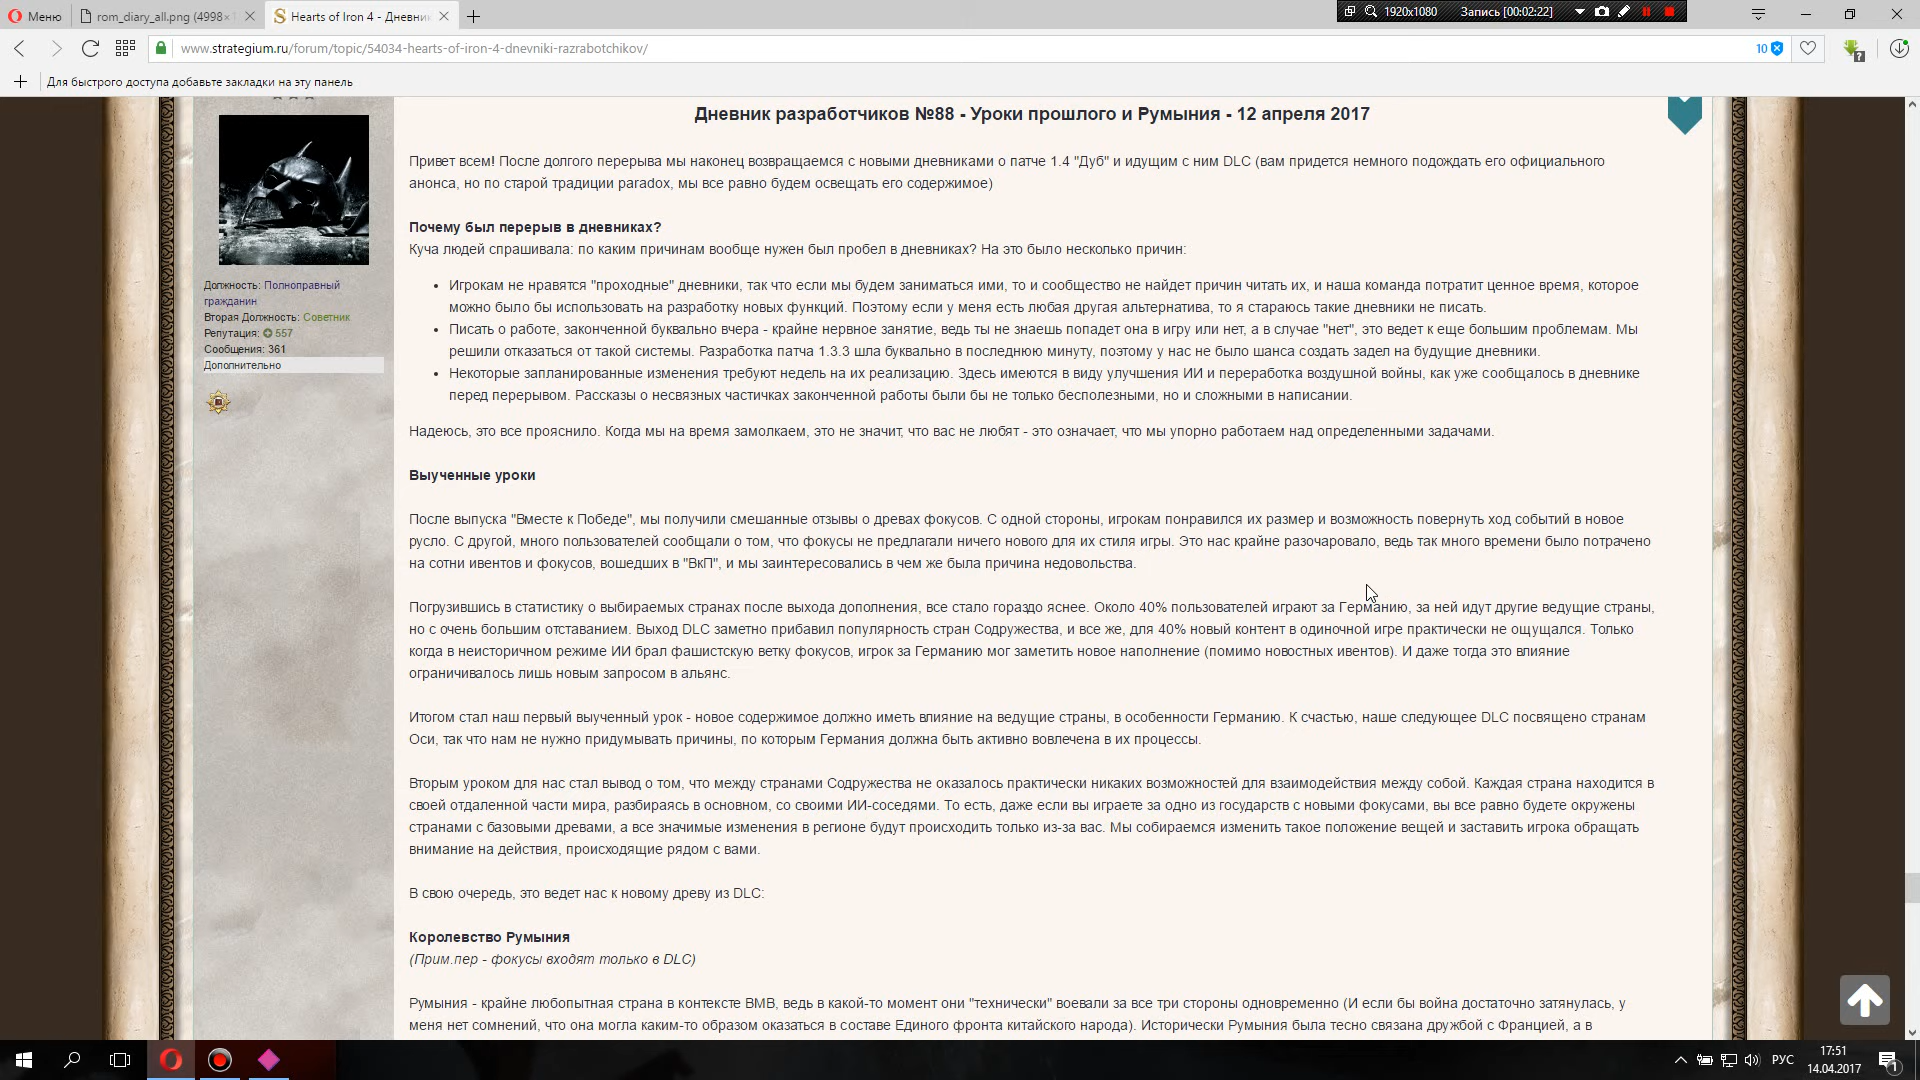 Меню
rom_diary_all.png (4998×
Hearts of Iron 4 - Дневни
1920x1080
Запись [00:02:22]
www.strategium.ru/forum/topic/54034-hearts-of-iron-4-dnevniki-razrabotchikov/
10
Для быстрого доступа добавьте закладки на эту панель
Дневник разработчиков №88 - Уроки прошлого и Румыния - 12 апреля 2017
Должность: Полноправный
гражданин
Вторая Должность: Советник
Репутация: 557
Сообщения: 361
Дополнительно
Привет всем! После долгого перерыва мы наконец возвращаемся с новыми дневниками о патче 1.4 "Дуб" и идущим с ним DLC (вам придется немного подождать его официального
анонса, но по старой традиции paradox, мы все равно будем освещать его содержимое)
Почему был перерыв в дневниках?
Куча людей спрашивала: по каким причинам вообще нужен был пробел в дневниках? На это было несколько причин:
• Игрокам не нравятся "проходные" дневники, так что если мы будем заниматься ими, то и сообщество не найдет причин читать их, и наша команда потратит ценное время, которое
можно было бы использовать на разработку новых функций. Поэтому если у меня есть любая другая альтернатива, то я стараюсь такие дневники не писать.
• Писать о работе, законченной буквально вчера - крайне нервное занятие, ведь ты не знаешь попадет она в игру или нет, а в случае "нет", это ведет к еще большим проблемам. Мы
решили отказаться от такой системы. Разработка патча 1.3.3 шла буквально в последнюю минуту, поэтому у нас не было шанса создать задел на будущие дневники.
• Некоторые запланированные изменения требуют недель на их реализацию. Здесь имеются в виду улучшения ИИ и переработка воздушной войны, как уже сообщалось в дневнике
перед перерывом. Рассказы о несвязных частичках законченной работы были бы не только бесполезными, но и сложными в написании.
Надеюсь, это все прояснило. Когда мы на время замолкаем, это не значит, что вас не любят - это означает, что мы упорно работаем над определенными задачами.
Выученные уроки
После выпуска "Вместе к Победе", мы получили смешанные отзывы о древах фокусов. С одной стороны, игрокам понравился их размер и возможность повернуть ход событий в новое
русло. С другой, много пользователей сообщали о том, что фокусы не предлагали ничего нового для их стиля игры. Это нас крайне разочаровало, ведь так много времени было потрачено
на сотни ивентов и фокусов, вошедших в "ВкП", и мы заинтересовались в чем же была причина недовольства.
Погрузившись в статистику о выбираемых странах после выхода дополнения, все стало гораздо яснее. Около 40% пользователей играют за Германию, за ней идут другие ведущие страны,
но с очень большим отставанием. Выход DLC заметно прибавил популярность стран Содружества, и все же, для 40% новый контент в одиночной игре практически не ощущался. Только
когда в неисторичном режиме ИИ брал фашистскую ветку фокусов, игрок за Германию мог заметить новое наполнение (помимо новостных ивентов). И даже тогда это влияние
ограничивалось лишь новым запросом в альянс.
Итогом стал наш первый выученный урок - новое содержимое должно иметь влияние на ведущие страны, в особенности Германию. К счастью, наше следующее DLC посвящено странам
Оси, так что нам не нужно придумывать причины, по которым Германия должна быть активно вовлечена в их процессы.
Вторым уроком для нас стал вывод о том, что между странами Содружества не оказалось практически никаких возможностей для взаимодействия между собой. Каждая страна находится в
своей отдаленной части мира, разбираясь в основном, со своими ИИ-соседями. То есть, даже если вы играете за одно из государств с новыми фокусами, вы все равно будете окружены
странами с базовыми древами, а все значимые изменения в регионе будут происходить только из-за вас. Мы собираемся изменить такое положение вещей и заставить игрока обращать
внимание на действия, происходящие рядом с вами.
В свою очередь, это ведет нас к новому древу из DLC:
Королевство Румыния
(Прим.пер - фокусы входят только в DLC)
Румыния - крайне любопытная страна в контексте ВМВ, ведь в какой-то момент они "технически" воевали за все три стороны одновременно (И если бы война достаточно затянулась, у
меня нет сомнений, что она могла каким-то образом оказаться в составе Единого фронта китайского народа). Исторически Румыния была тесно связана дружбой с Францией, а в
РУС
17:51
14.04.2017
1